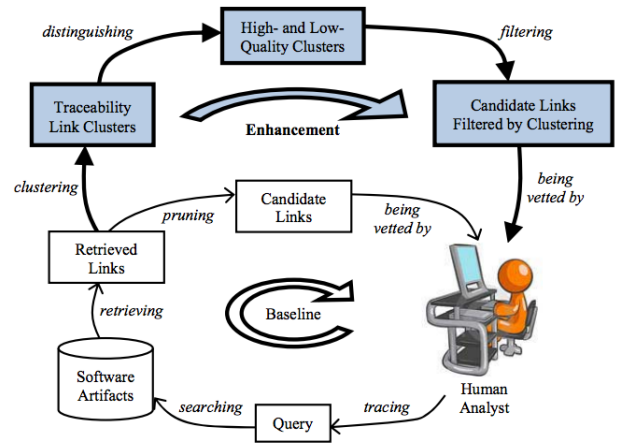 distinguishing
High- and Low-
Quality Clusters
filtering
Traceability
Link Clusters
Enhancement
Candidate Links
Filtered by Clustering
clustering
pruning
Candidate
Links
being
vetted by
being
vetted by
Retrieved
Links
retrieving
Baseline
Software
Artifacts
searching
Query
tracing
Human
Analyst